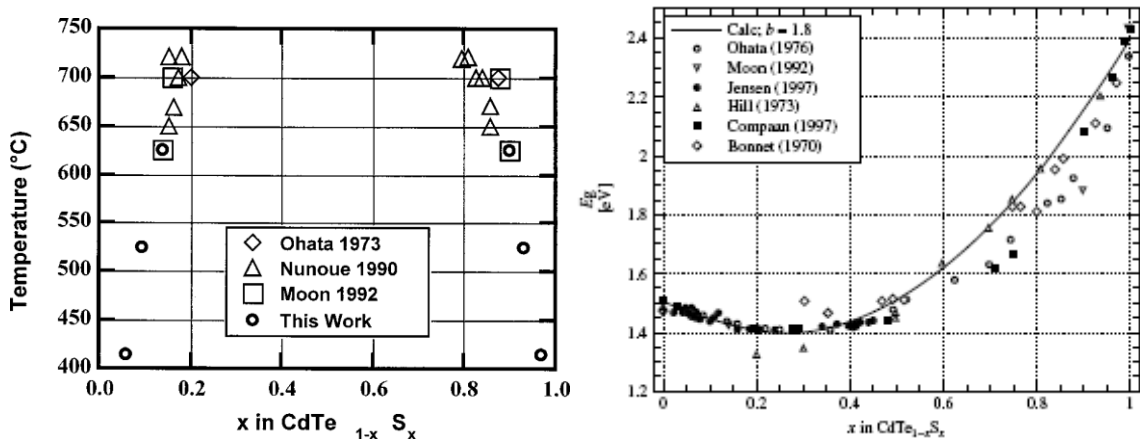 750
700
650
600
550
500
450
400
Temperature (°C)
Ohata 1973
Nunoue 1990
Moon 1992
This Work
0.0 0.2 0.4 0.6 0.8 1.0
x in CdTe 1-x Sx
2.4
2.2
2
1.8
1.6
1.4
1.2
Eg
[eV]
Calc; b = 1.8
Ohata (1976)
Moon (1992)
Jensen (1997)
Hill (1973)
Compaan (1997)
Bonnet (1970)
0 0.2 0.4 0.6 0.8 1
x in CdTe1-xSx